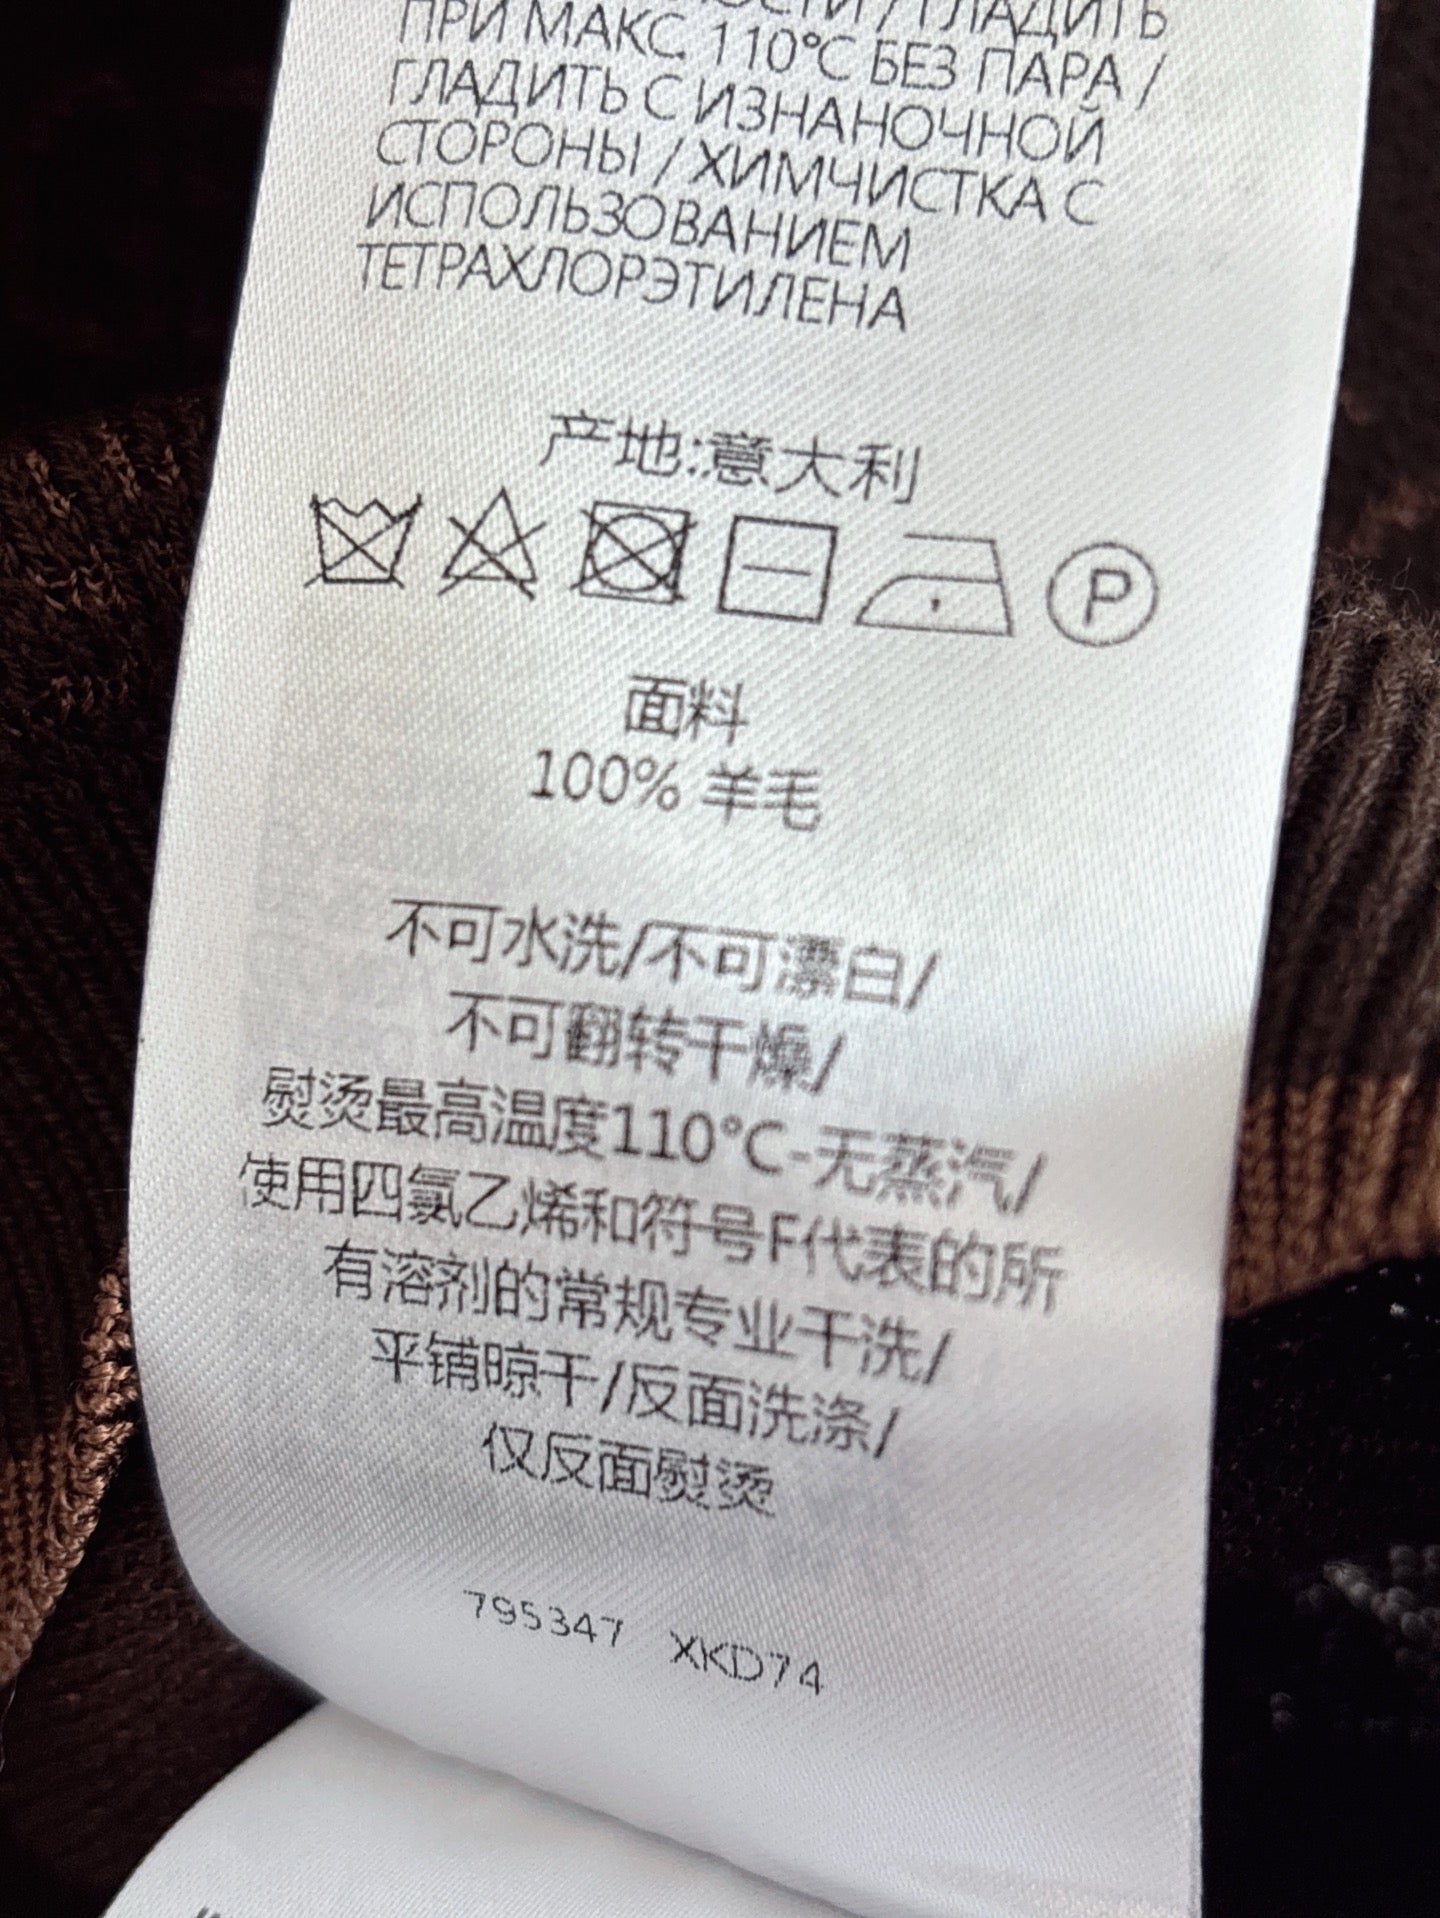 ГЛАДИТЬ
ПРИ МАКС. 110°C БЕЗ ПАРА /
ГЛАДИТЬ С ИЗНАНОЧНОЙ
СТОРОНЫ / ХИМЧИСТКА С
ИСПОЛЬЗОВАНИЕМ
ТЕТРАХЛОРЭТИЛЕНА
产地:意大利
P
面料
100% 羊毛
不可水洗/不可漂白/
不可翻转干燥/
熨烫最高温度110°C-无蒸汽/
使用四氯乙烯和符号F代表的所
有溶剂的常规专业干洗/
平铺晾干/反面洗涤/
仅反面熨烫
795347 XKD74